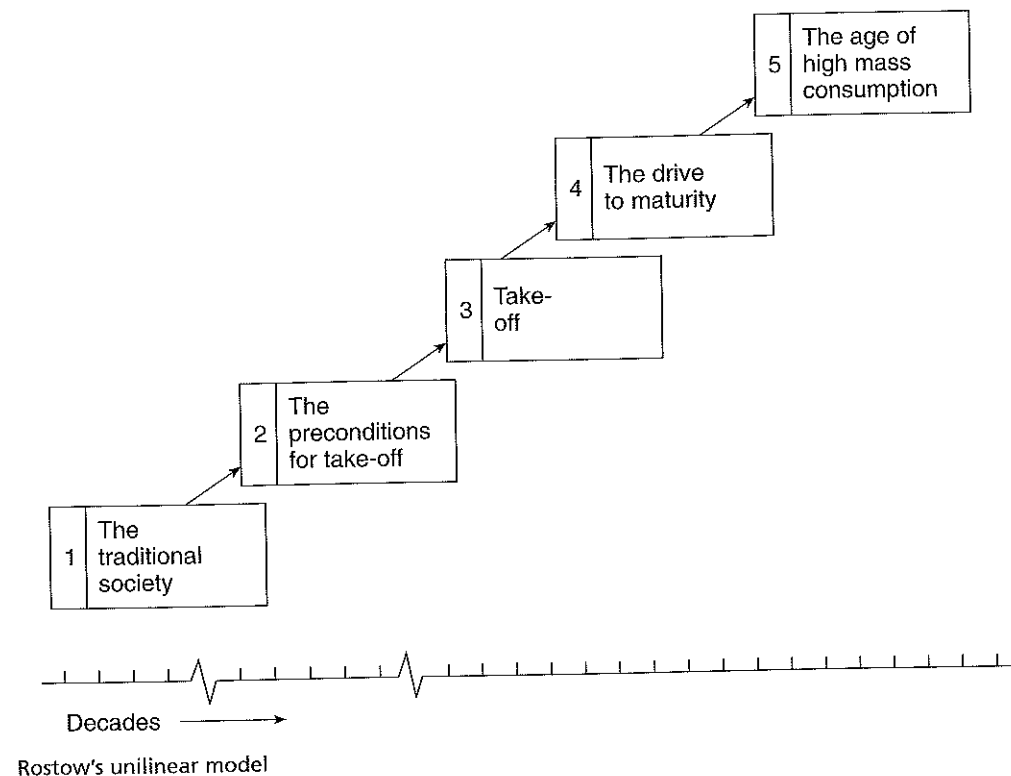 5
The age of
high mass
consumption
4
The drive
to maturity
3
Take-
off
2
The
preconditions
for take-off
1
The
traditional
society
Decades
Rostow's unilinear model